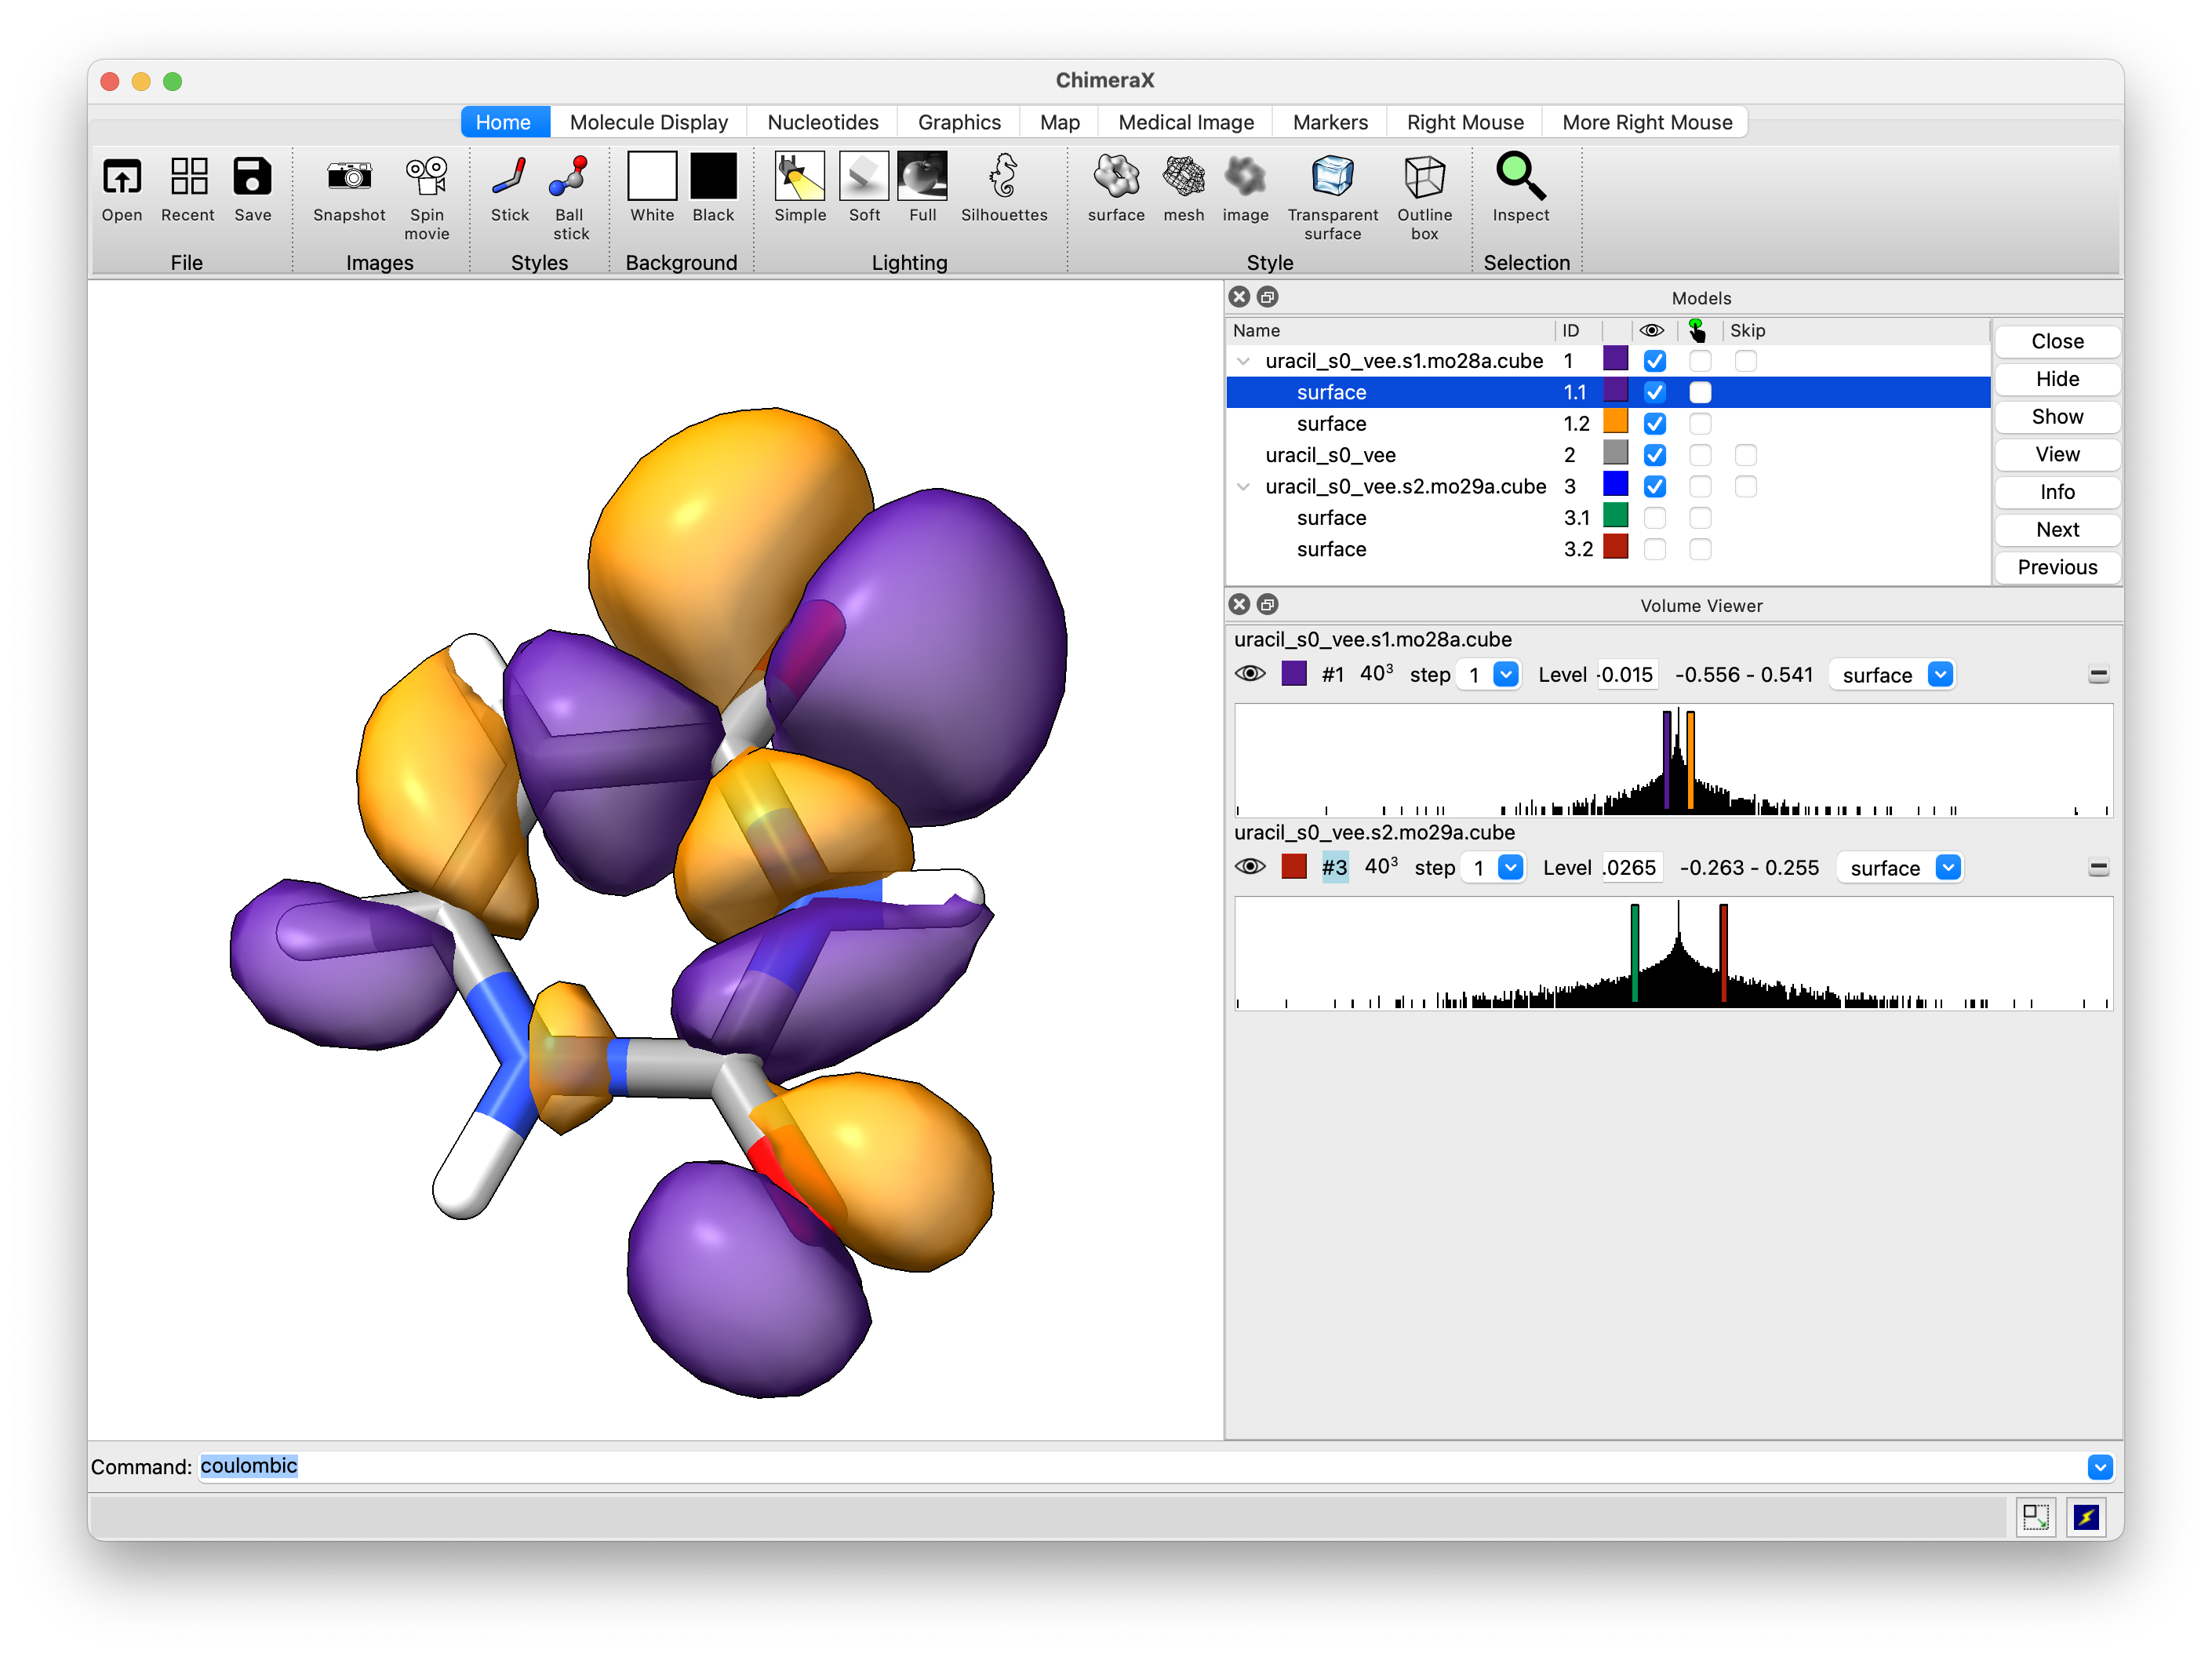 ChimeraX
Home Molecule Display Nucleotides Graphics Map Medical Image Markers Right Mouse More Right Mouse
Open Recent Save Snapshot Spin movie Stick Ball stick White Black Simple Soft Full Silhouettes surface mesh image Transparent surface Outline box Inspect
File Images Styles Background Lighting Style Selection
Models
Name ID Skip
uracil_s0_vee.s1.mo28a.cube 1
surface 1.1
surface 1.2
uracil_s0_vee 2
uracil_s0_vee.s2.mo29a.cube 3
surface 3.1
surface 3.2
Close
Hide
Show
View
Info
Next
Previous
Volume Viewer
uracil_s0_vee.s1.mo28a.cube
#1 40³ step 1 Level -0.015 -0.556 - 0.541 surface
uracil_s0_vee.s2.mo29a.cube
#3 40³ step 1 Level .0265 -0.263 - 0.255 surface
Command: coulombic